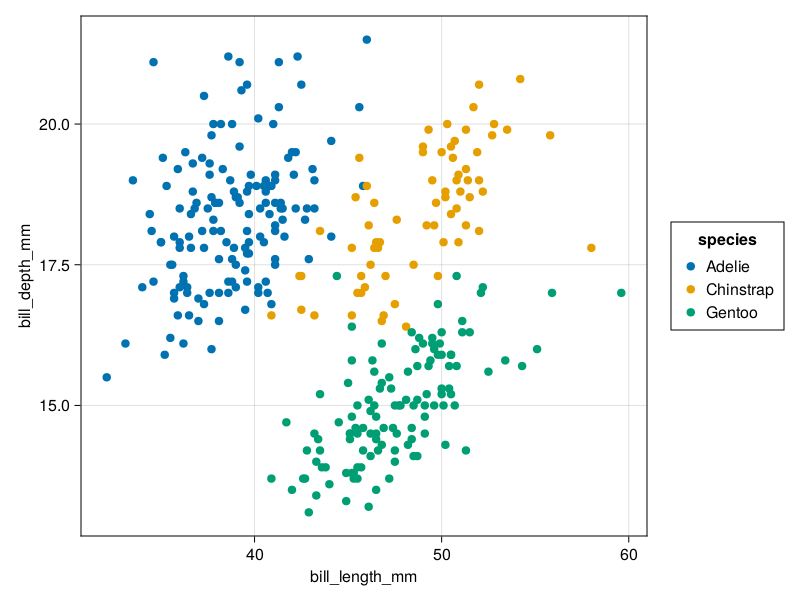 20.0
17.5
15.0
bill_depth_mm
40
50
60
bill_length_mm
species
Adelie
Chinstrap
Gentoo